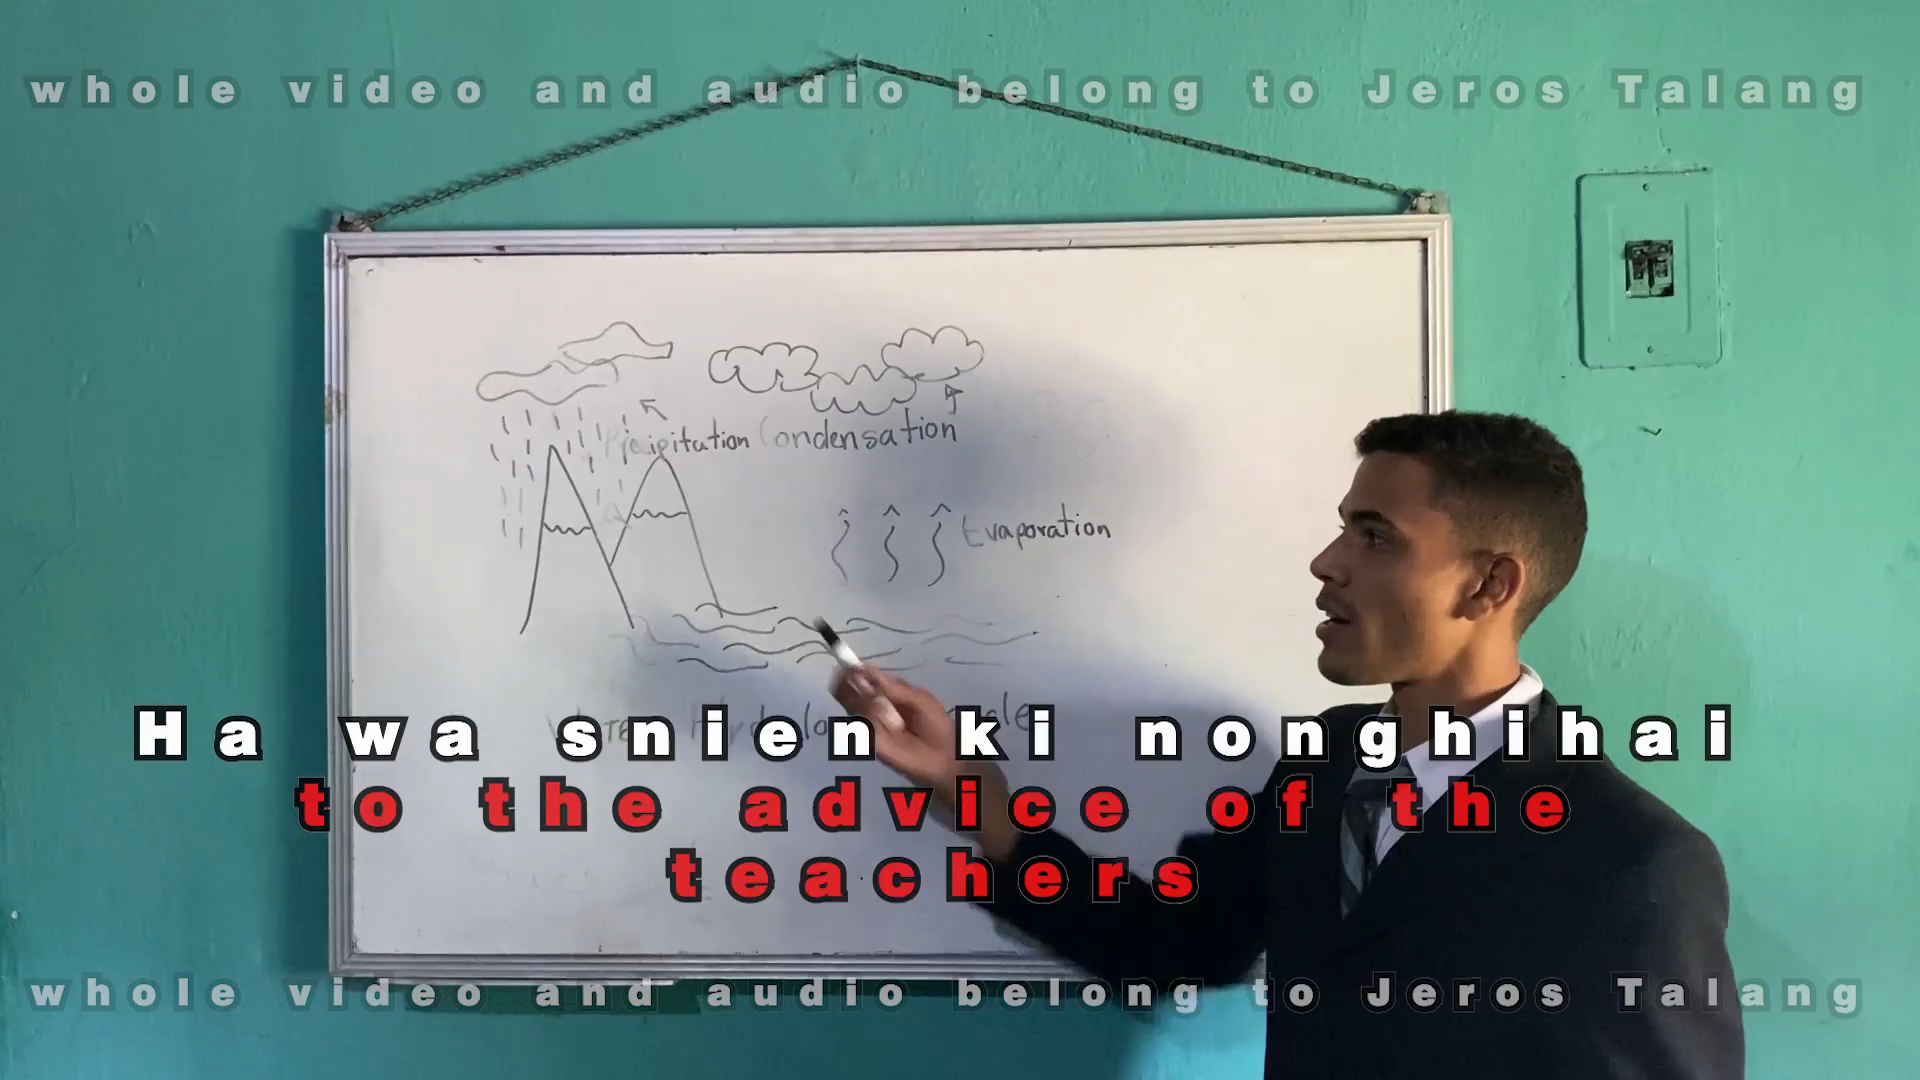 whole video and audio belong to Jeros Talang
Precipitation Condensation
Evaporation
Ha wa snien ki nonghihai
to the advice of the
teachers
whole video and audio belong to Jeros Talang